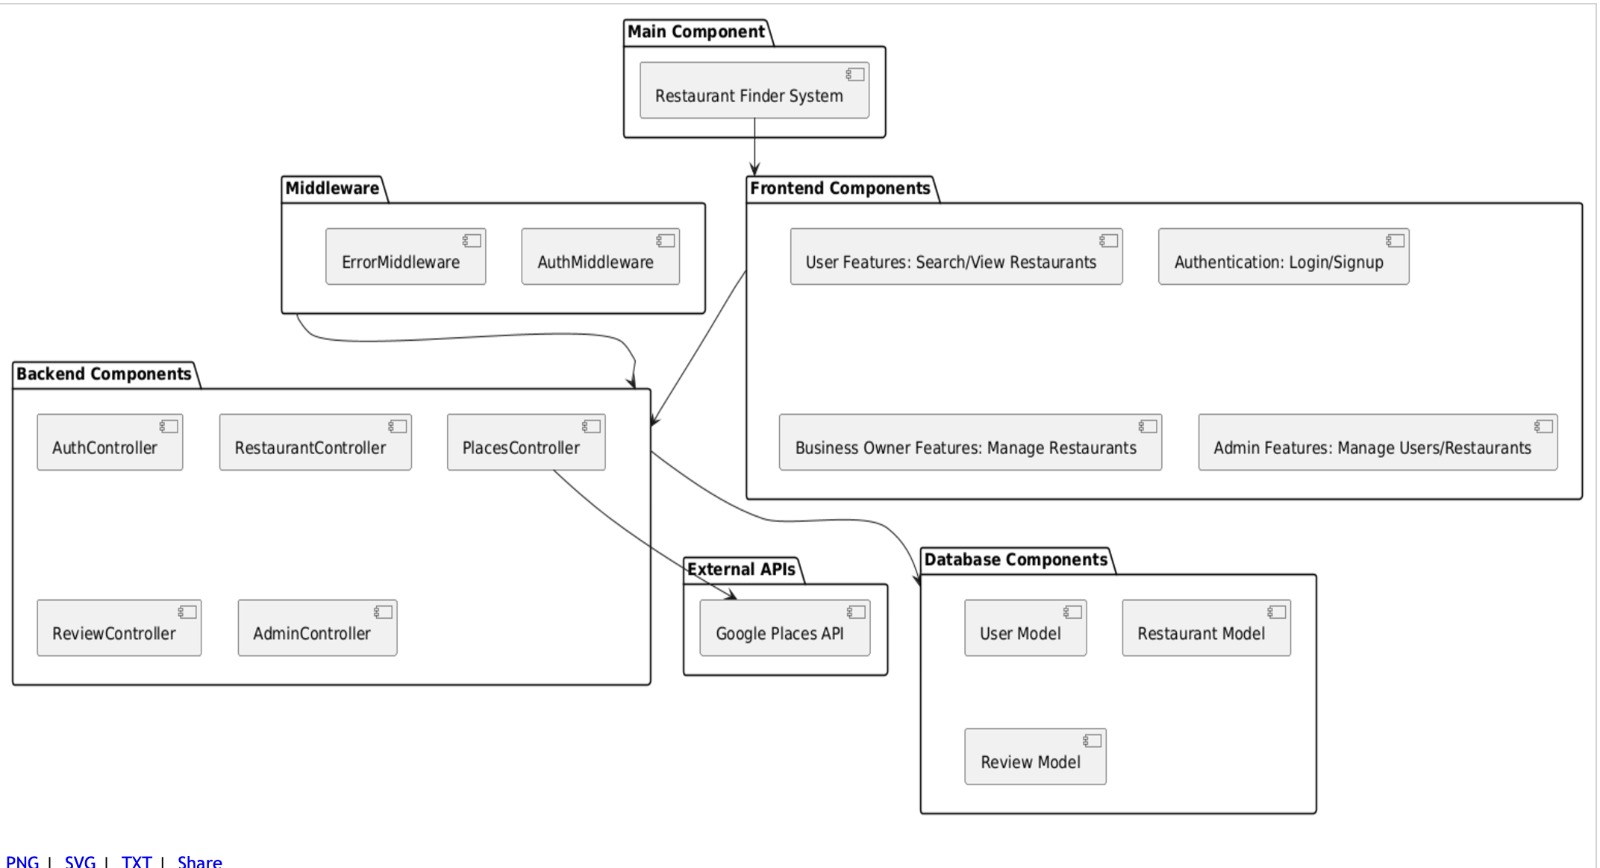 Main Component
Restaurant Finder System
Middleware
ErrorMiddleware
AuthMiddleware
Frontend Components
User Features: Search/View Restaurants
Authentication: Login/Signup
Business Owner Features: Manage Restaurants
Admin Features: Manage Users/Restaurants
Backend Components
AuthController
RestaurantController
PlacesController
ReviewController
AdminController
External APIs
Google Places API
Database Components
User Model
Restaurant Model
Review Model
PNG | SVG | TXT | Share